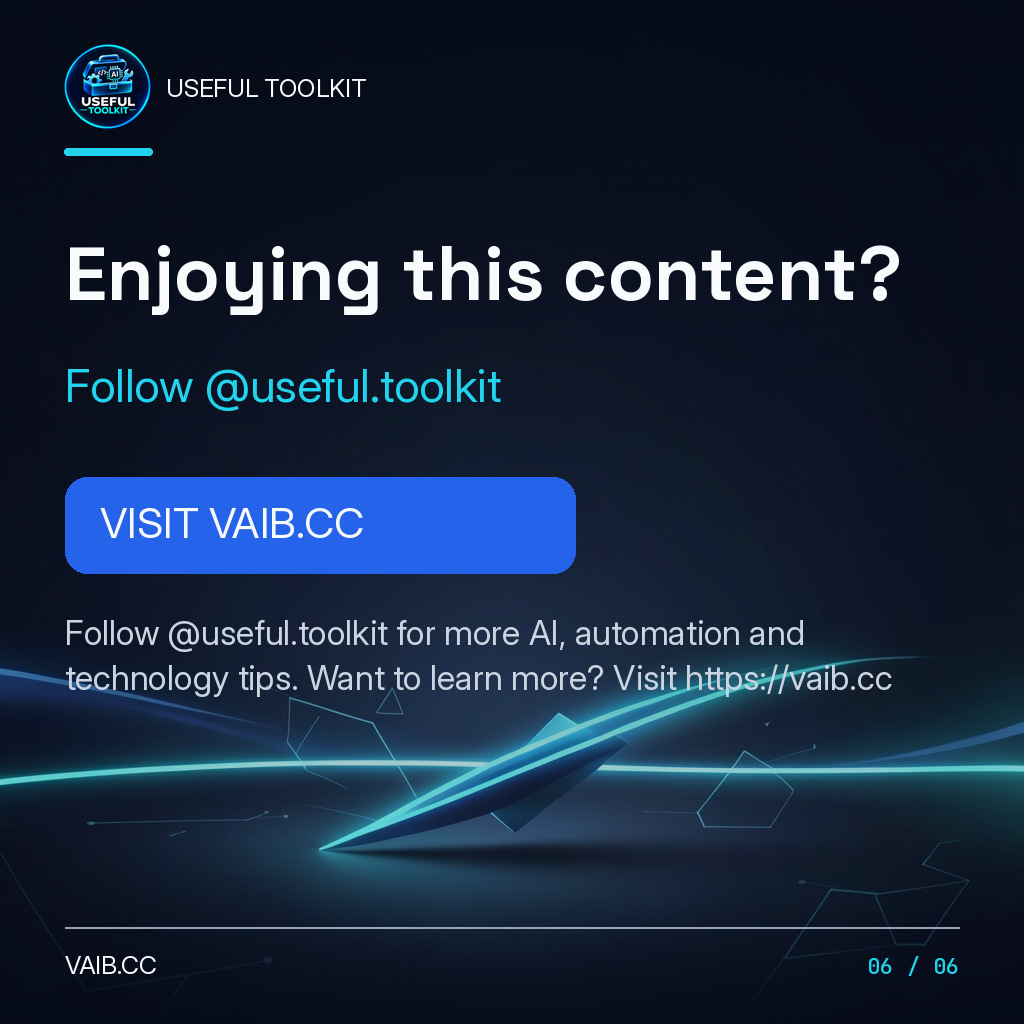 AI
USEFUL
TOOLKIT
USEFUL TOOLKIT
Enjoying this content?
Follow @useful.toolkit
VISIT VAIB.CC
Follow @useful.toolkit for more AI, automation and
technology tips. Want to learn more? Visit https://vaib.cc
VAIB.CC
06 / 06